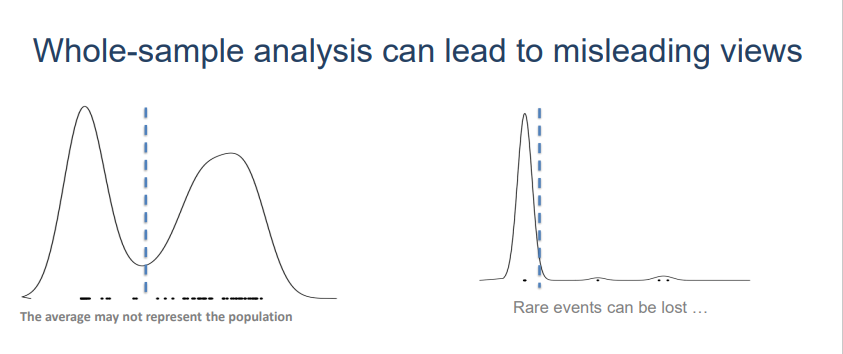 Whole-sample analysis can lead to misleading views
The average may not represent the population
Rare events can be lost …